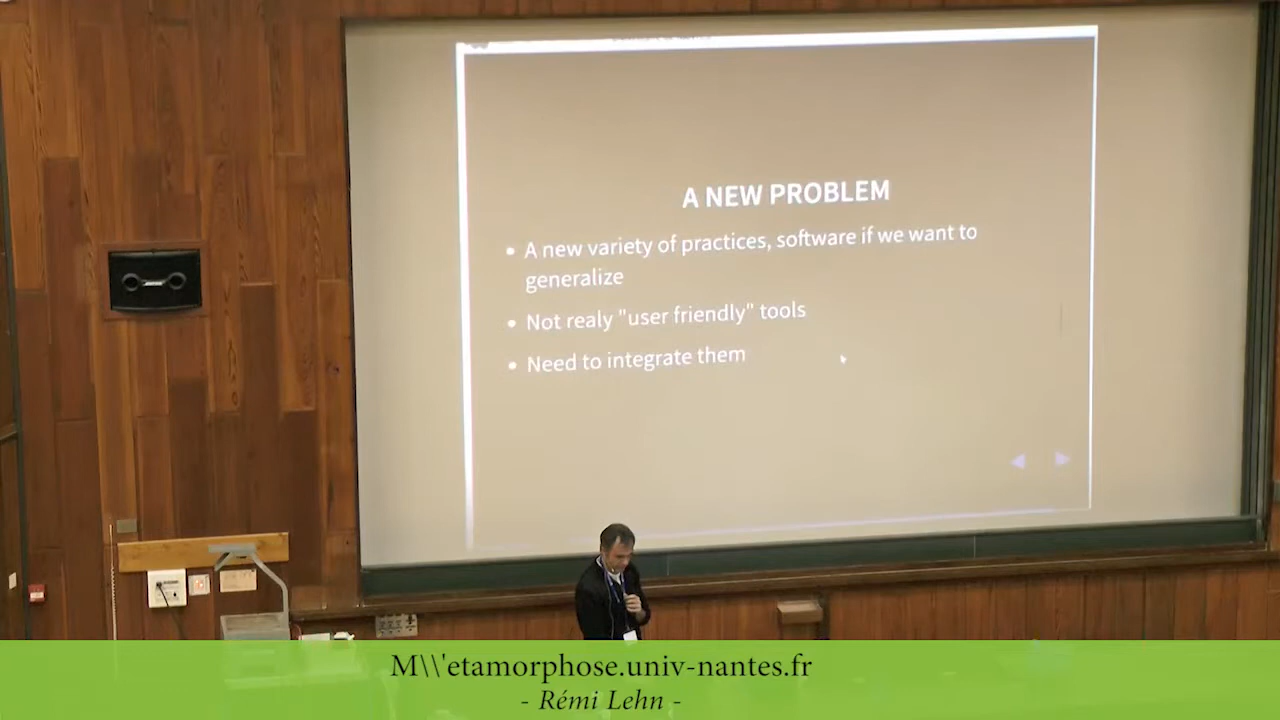 A NEW PROBLEM
• A new variety of practices, software if we want to
generalize
• Not realy "user friendly" tools
• Need to integrate them
M\\'etamorphose.univ-nantes.fr
- Rémi Lehn -